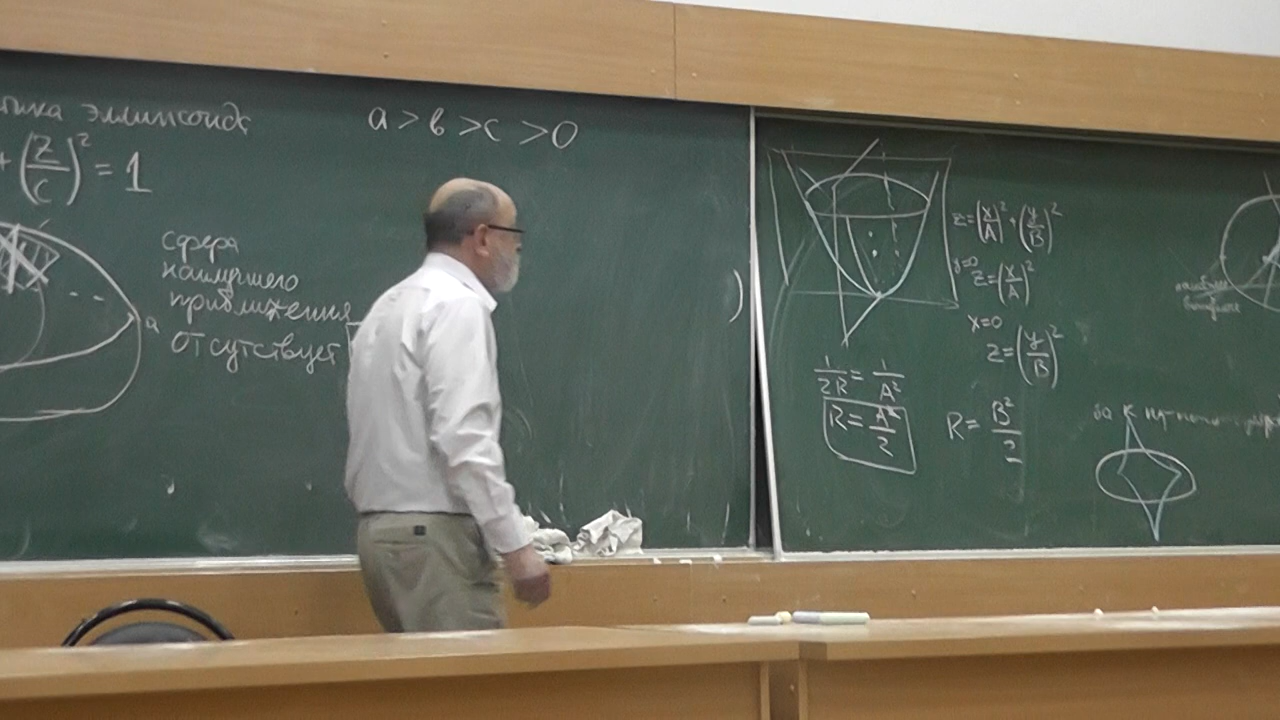 эллипсоида
a > в > c > 0
+ (z/c)² = 1
сфера
наилучшего
приближения
отсутствует
a
z = (x/A)² + (y/B)²
y=0
z = (x/A)²
x=0
z = (y/B)²
1/2R = 1/A²
R = A²/2
R = B²/2